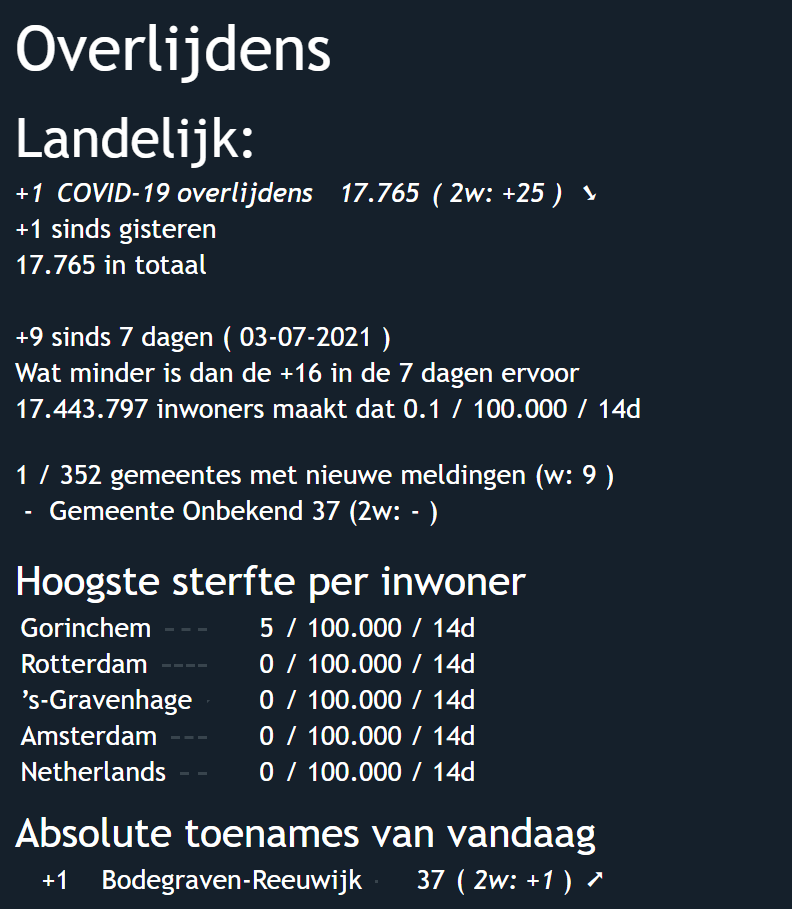 Overlijdens
Landelijk:
+1 COVID-19 overlijdens 17.765 ( 2w: +25 ) ➘
+1 sinds gisteren
17.765 in totaal
+9 sinds 7 dagen ( 03-07-2021 )
Wat minder is dan de +16 in de 7 dagen ervoor
17.443.797 inwoners maakt dat 0.1 / 100.000 / 14d
1 / 352 gemeentes met nieuwe meldingen (w: 9 )
- Gemeente Onbekend 37 (2w: - )
Hoogste sterfte per inwoner
Gorinchem --- 5 / 100.000 / 14d
Rotterdam ---- 0 / 100.000 / 14d
’s-Gravenhage · 0 / 100.000 / 14d
Amsterdam --- 0 / 100.000 / 14d
Netherlands -- 0 / 100.000 / 14d
Absolute toenames van vandaag
+1 Bodegraven-Reeuwijk · 37 ( 2w: +1 ) ➚